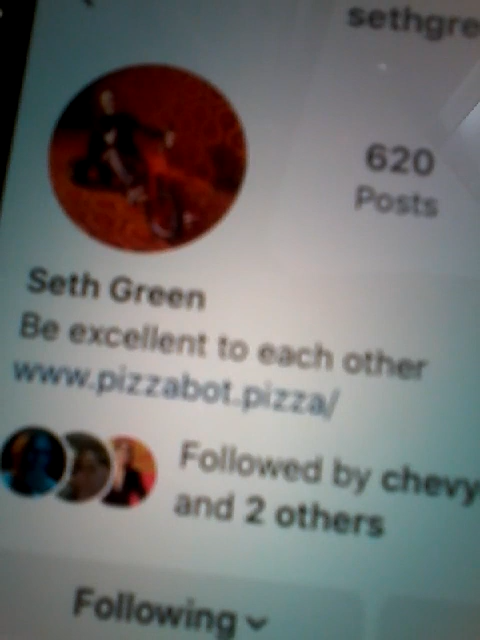 sethgre
620
Posts
Seth Green
Be excellent to each other
www.pizzabot.pizza/
Followed by chevy
and 2 others
Following